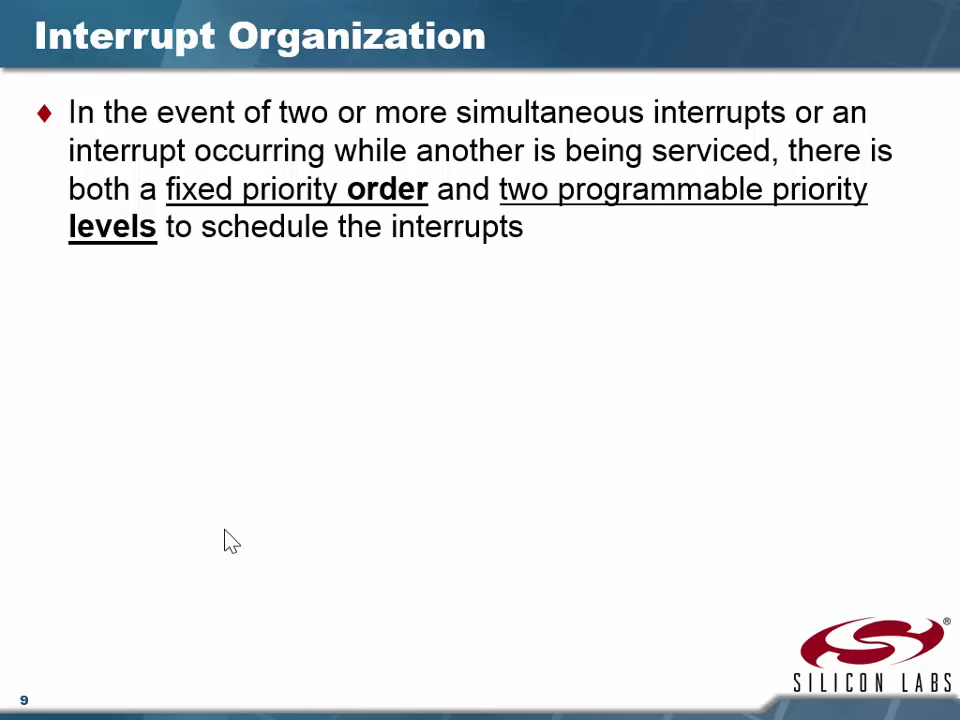 Interrupt Organization
In the event of two or more simultaneous interrupts or an
interrupt occurring while another is being serviced, there is
both a fixed priority order and two programmable priority
levels to schedule the interrupts
®
SILICON LABS
9